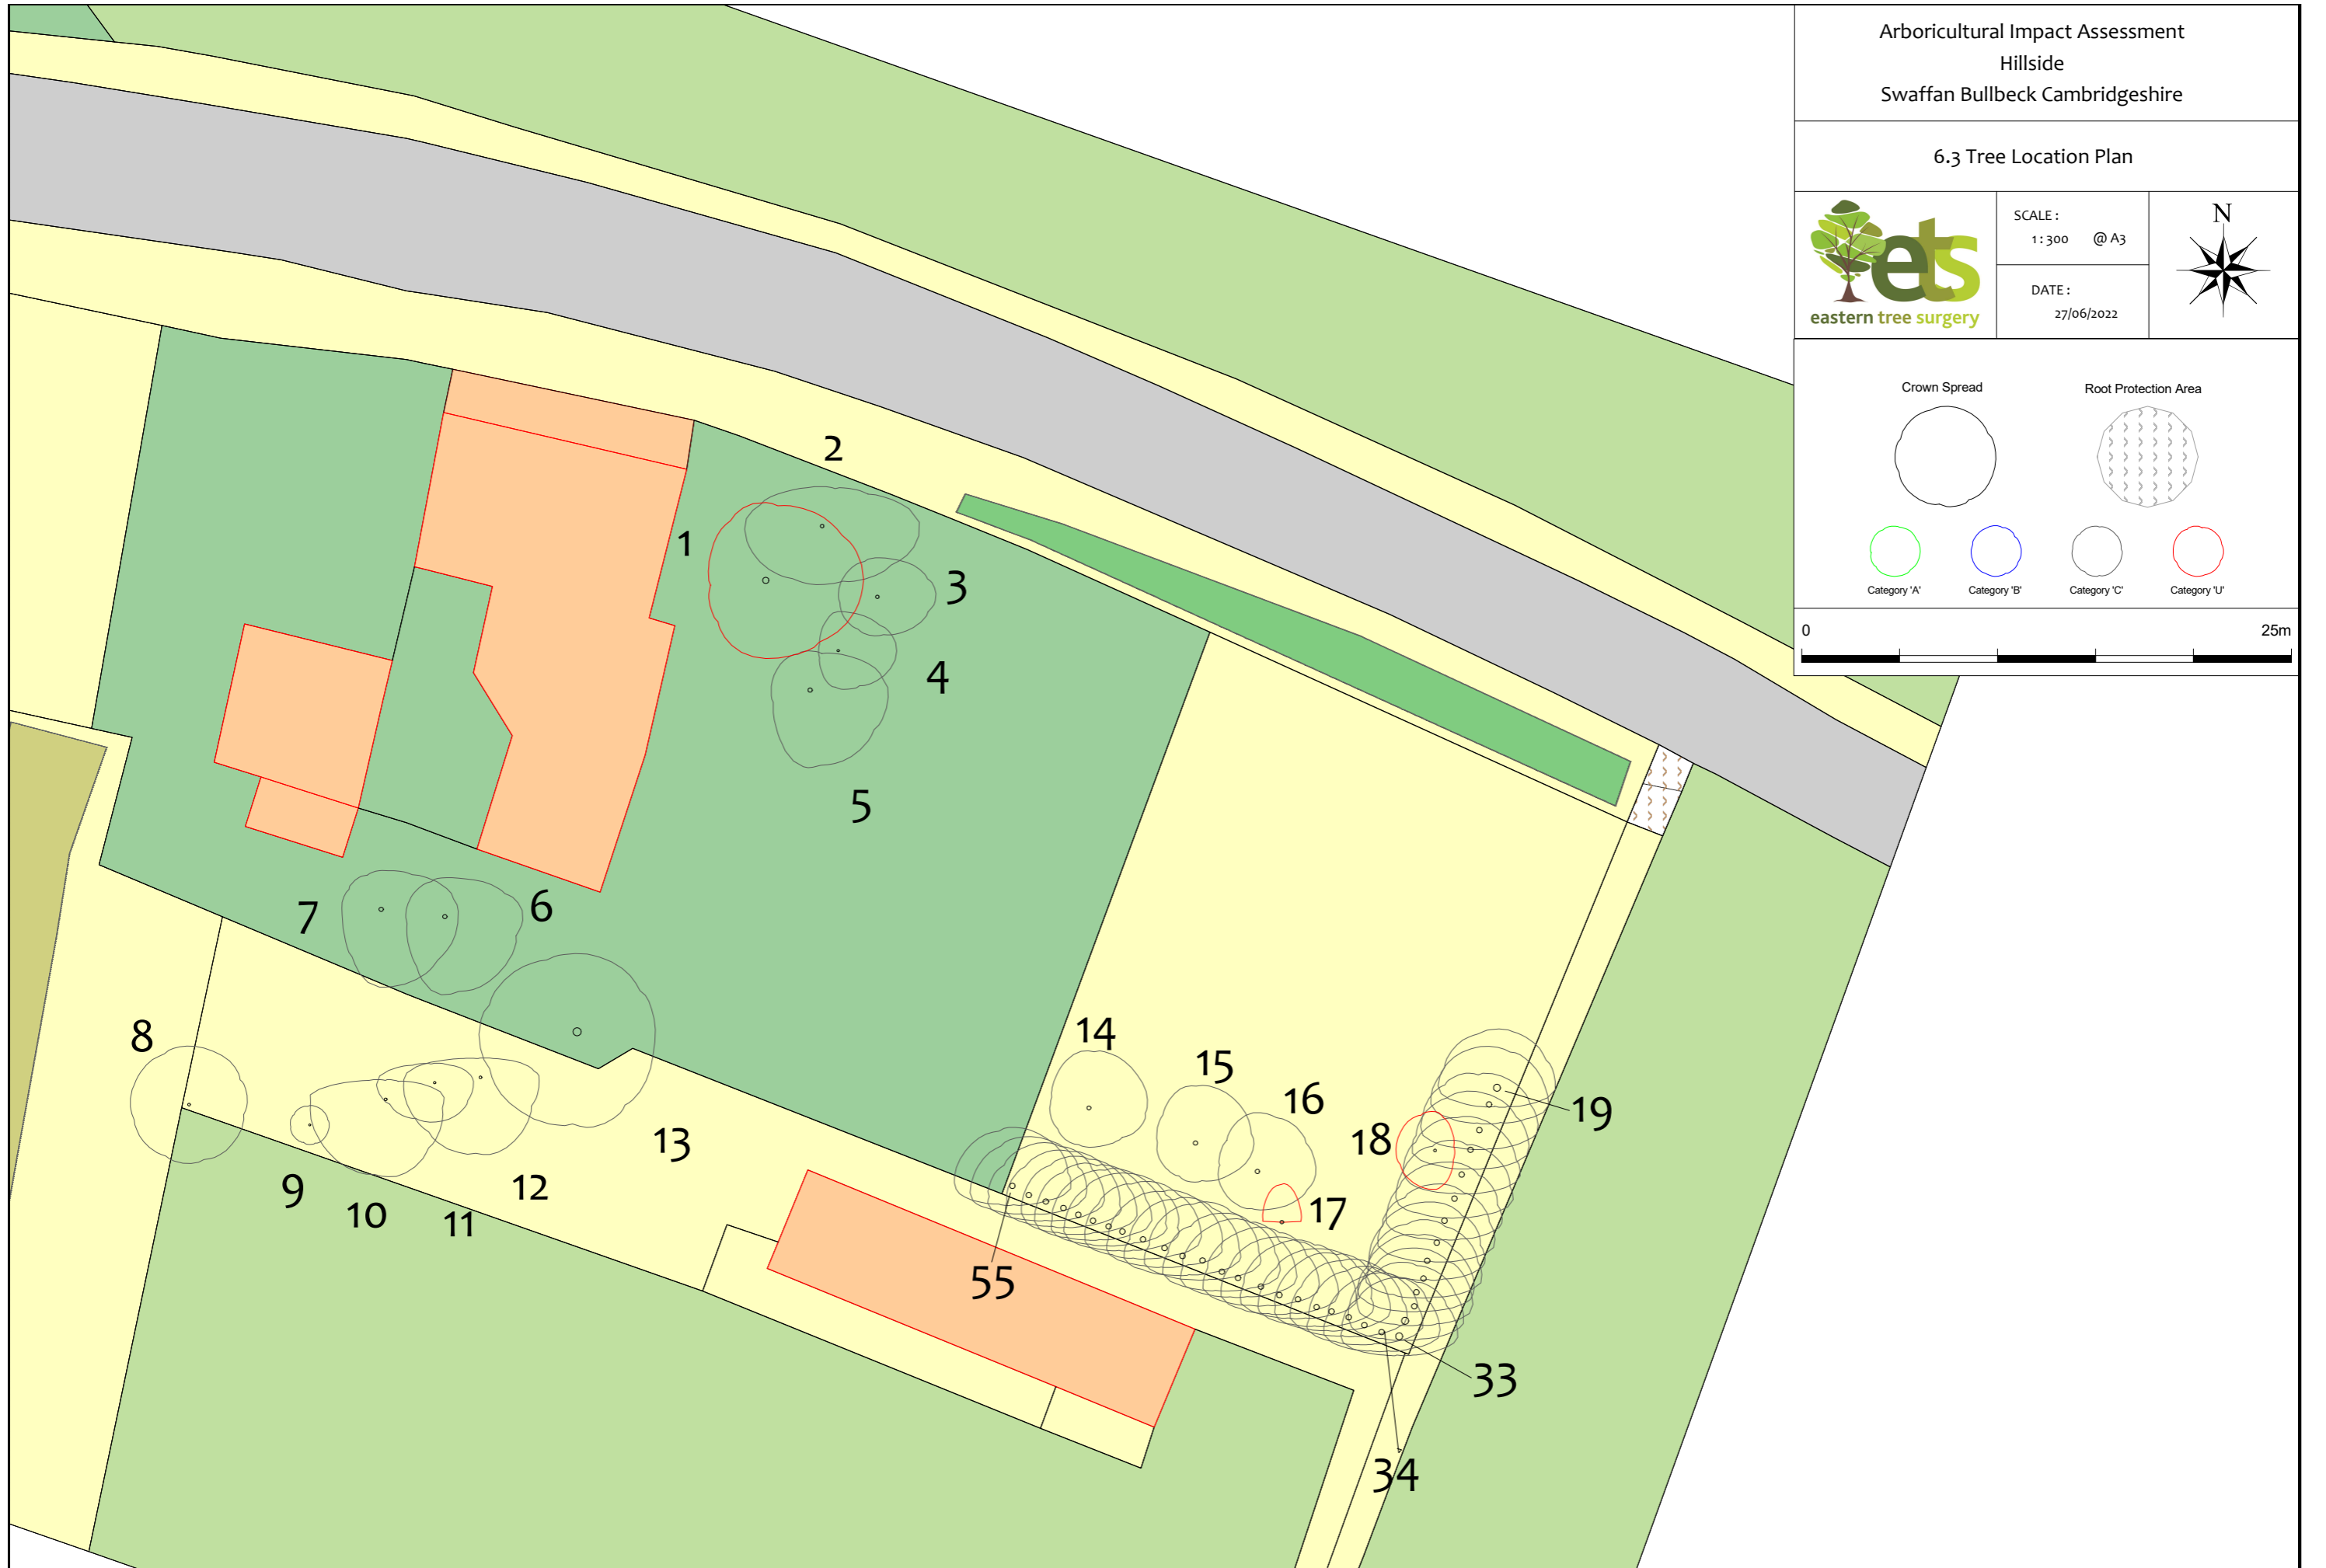 Arboricultural Impact Assessment
Hillside
Swaffan Bullbeck Cambridgeshire
6.3 Tree Location Plan
ets
eastern tree surgery
SCALE :
1 : 300 @ A3
DATE :
27/06/2022
N
Crown Spread
Root Protection Area
Category 'A'
Category 'B'
Category 'C'
Category 'U'
0
25m
2
1
3
4
5
7
6
8
9
10
11
12
13
14
15
16
17
18
19
55
33
34